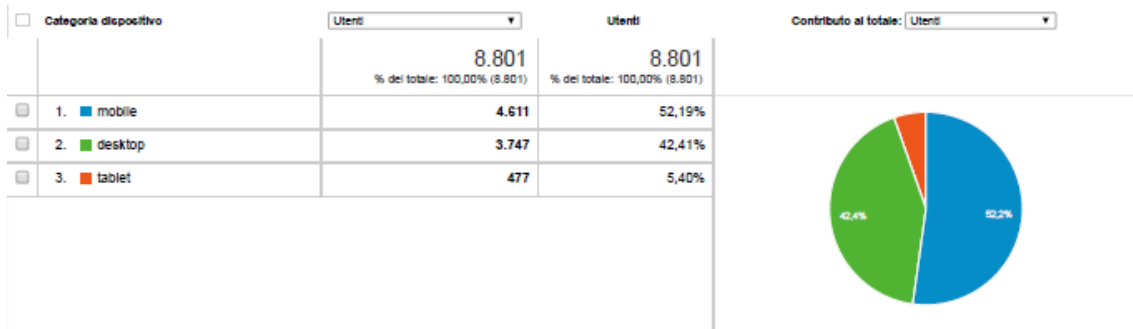 Categoria dispositivo Utenti Utenti Contributo al totale: Utenti
8.801 8.801
% del totale: 100,00% (8.801) % del totale: 100,00% (8.801)
1. mobile 4.611 52,19%
2. desktop 3.747 42,41%
3. tablet 477 5,40%
42,4% 52,2%